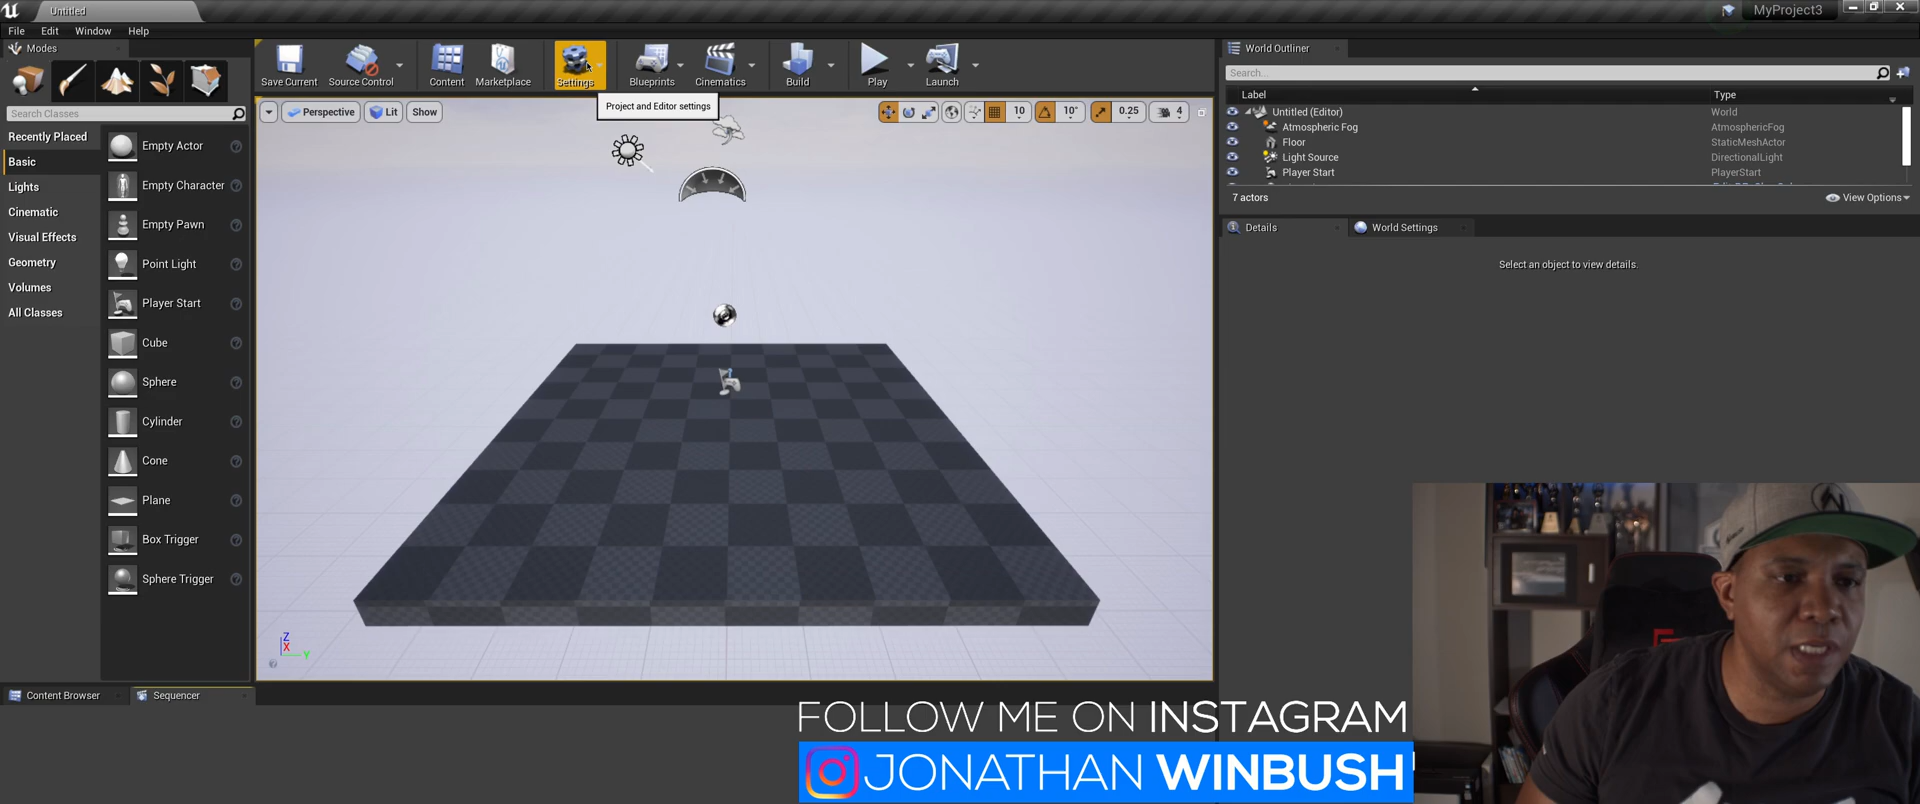 Untitled
MyProject3
File Edit Window Help
Modes
Search Classes
Recently Placed
Basic
Lights
Cinematic
Visual Effects
Geometry
Volumes
All Classes
Empty Actor
Empty Character
Empty Pawn
Point Light
Player Start
Cube
Sphere
Cylinder
Cone
Plane
Box Trigger
Sphere Trigger
Save Current Source Control Content Marketplace Settings Blueprints Cinematics Build Play Launch
Project and Editor settings
Perspective Lit Show
10 10° 0.25 4
Z
X
Y
World Outliner
Search...
Label Type
Untitled (Editor) World
Atmospheric Fog AtmosphericFog
Floor StaticMeshActor
Light Source DirectionalLight
Player Start PlayerStart
7 actors View Options
Details World Settings
Select an object to view details.
Content Browser Sequencer
FOLLOW ME ON INSTAGRAM
JONATHAN WINBUSH